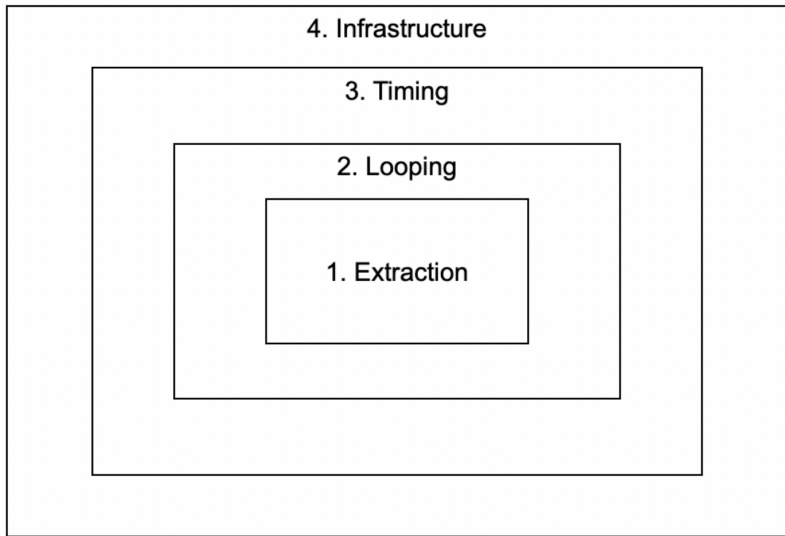 4. Infrastructure
3. Timing
2. Looping
1. Extraction